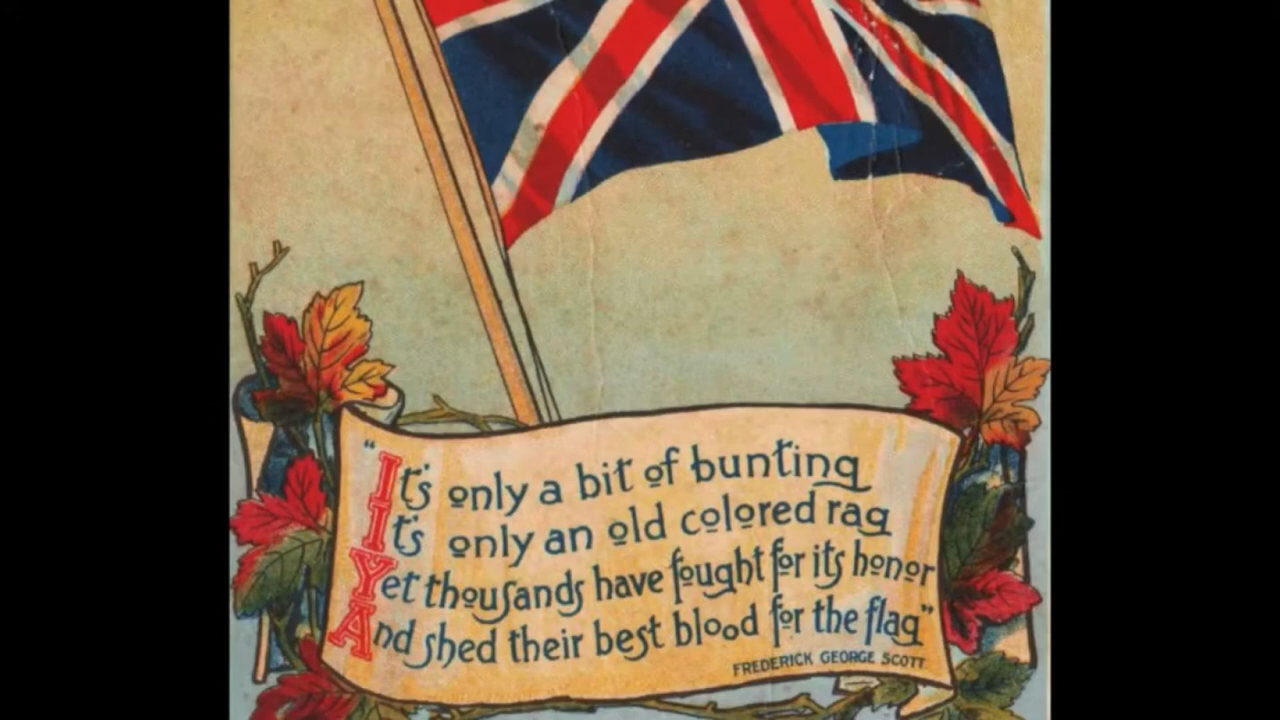 "It's only a bit of bunting
It's only an old colored rag
Yet thousands have fought for its honor
And shed their best blood for the flag"
FREDERICK GEORGE SCOTT